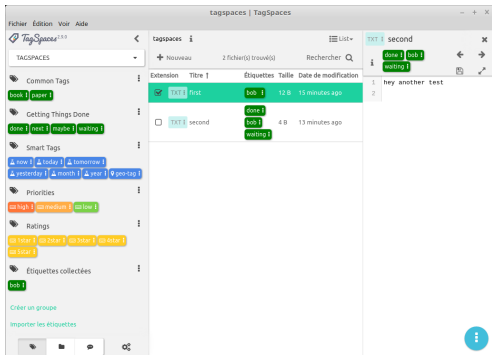 tagspaces | TagSpaces
Fichier Édition Voir Aide
TagSpaces
TAGSPACES
Common Tags
book paper
Getting Things Done
done next maybe waiting
Smart Tags
now today tomorrow
yesterday month year geo-tag
Priorities
high medium low
Ratings
1star 2star
Étiquettes collectées
bob
Créer un groupe
Importer les étiquettes
tagspaces
List
+ Nouveau 2 fichier(s) trouvé(s) Rechercher
Extension Titre ↑ Étiquettes Taille Date de modification
TXT first bob 12 B 15 minutes ago
done
TXT second bob 4 B 13 minutes ago
waiting
TXT second
done bob
waiting
1 hey another test
2